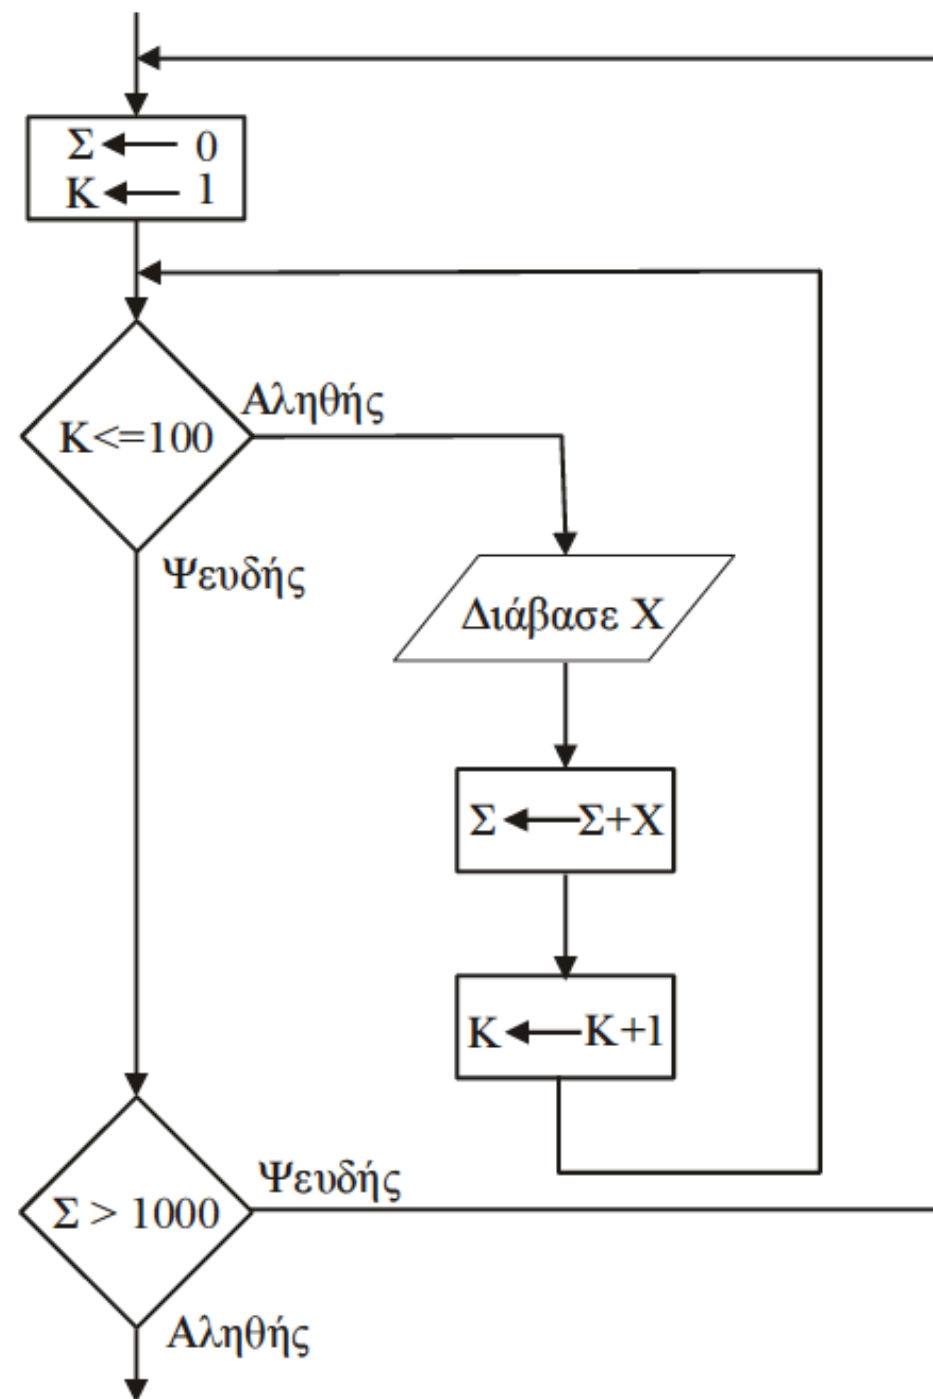 Σ ← 0
Κ ← 1
Κ<=100
Αληθής
Ψευδής
Διάβασε Χ
Σ ← Σ+Χ
Κ ← Κ+1
Σ > 1000
Ψευδής
Αληθής